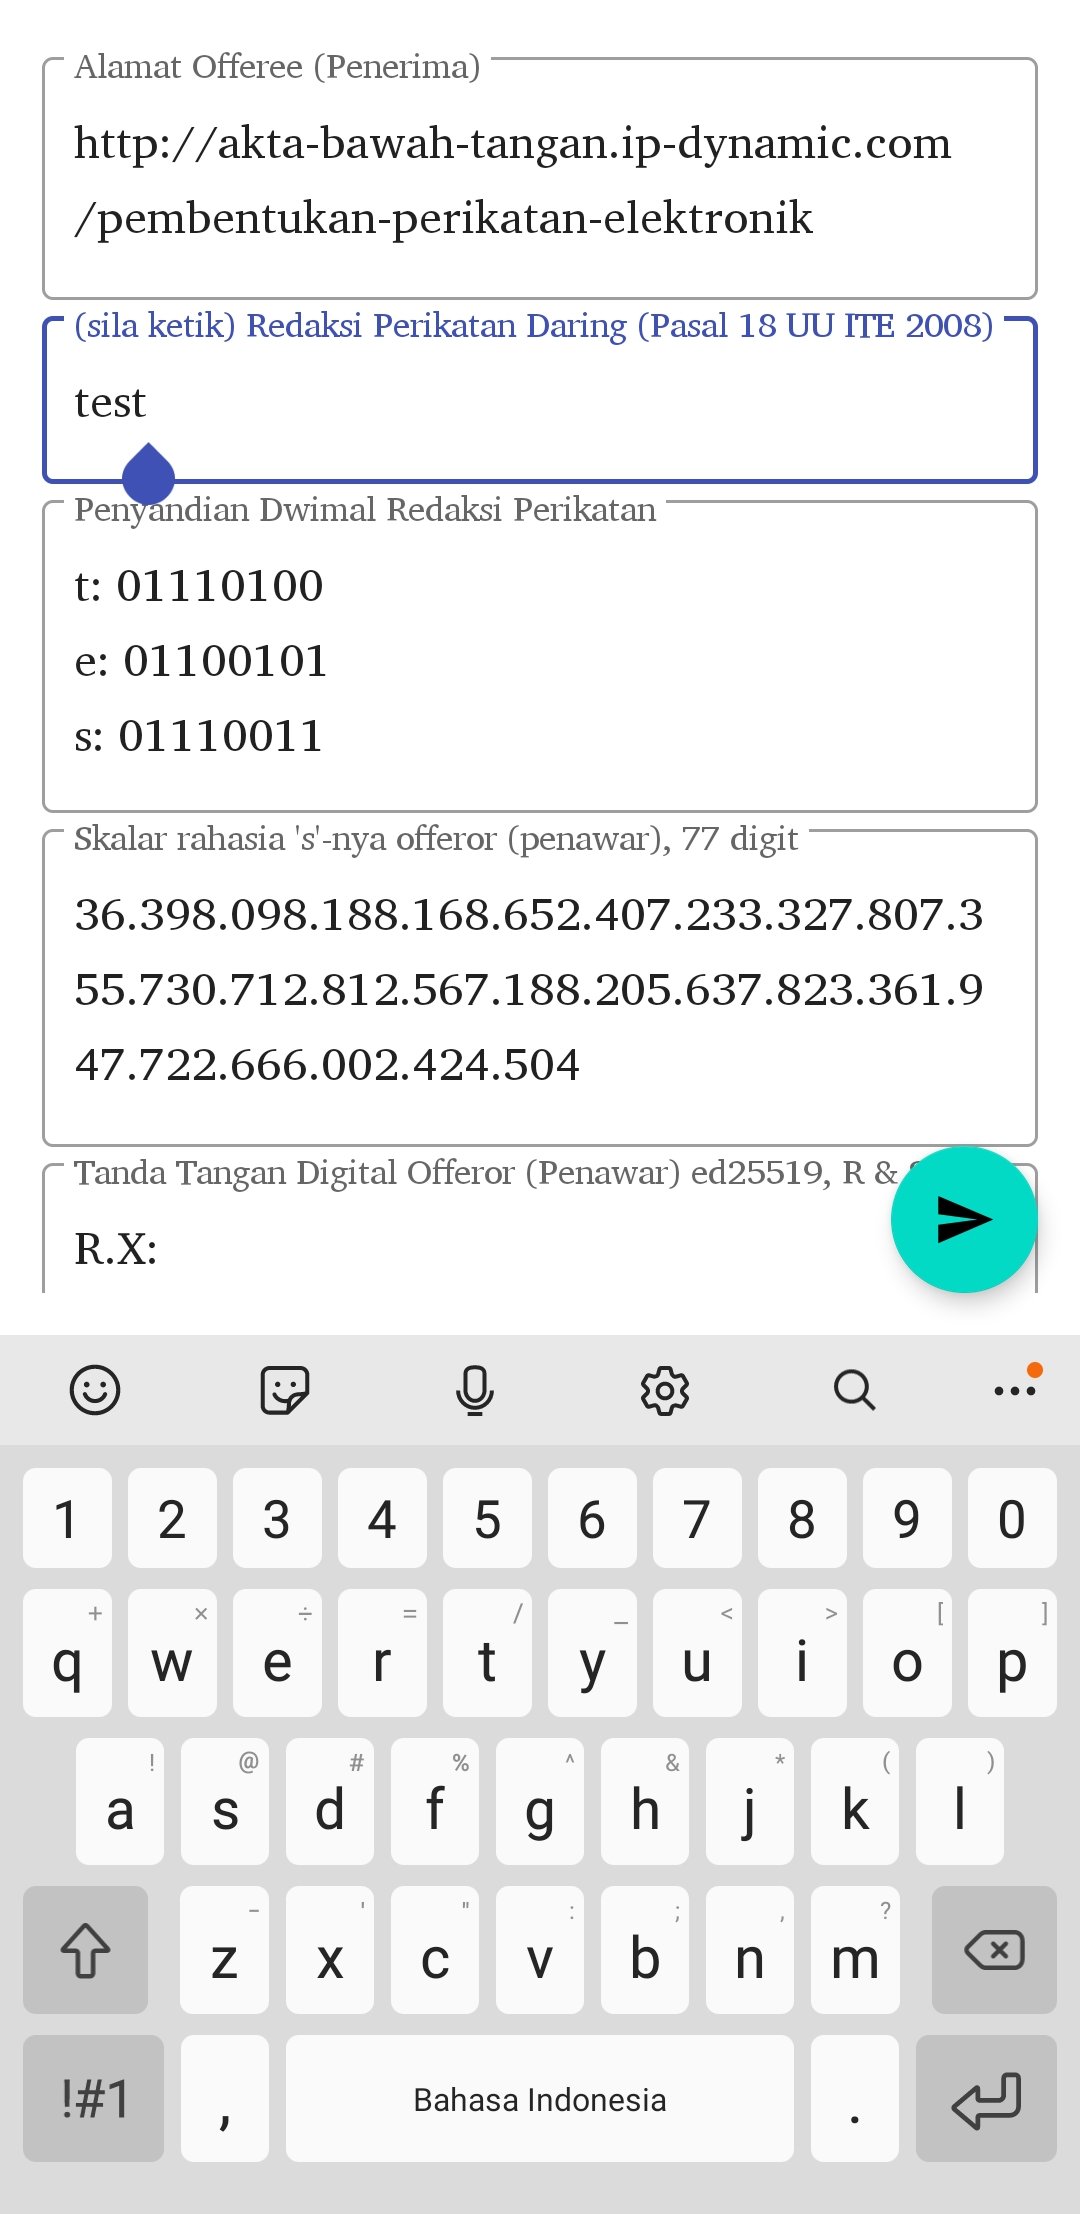 Alamat Offeree (Penerima)
http://akta-bawah-tangan.ip-dynamic.com
/pembentukan-perikatan-elektronik
(sila ketik) Redaksi Perikatan Daring (Pasal 18 UU ITE 2008)
test
Penyandian Dwimal Redaksi Perikatan
t: 01110100
e: 01100101
s: 01110011
Skalar rahasia 's'-nya offeror (penawar), 77 digit
36.398.098.188.168.652.407.233.327.807.3
55.730.712.812.567.188.205.637.823.361.9
47.722.666.002.424.504
Tanda Tangan Digital Offeror (Penawar) ed25519, R &
R.X:
1 2 3 4 5 6 7 8 9 0
+ × ÷ = / _ < > [ ]
q w e r t y u i o p
! @ # % ^ & * ( )
a s d f g h j k l
- ' " : ; , ?
z x c v b n m
!#1 , Bahasa Indonesia .